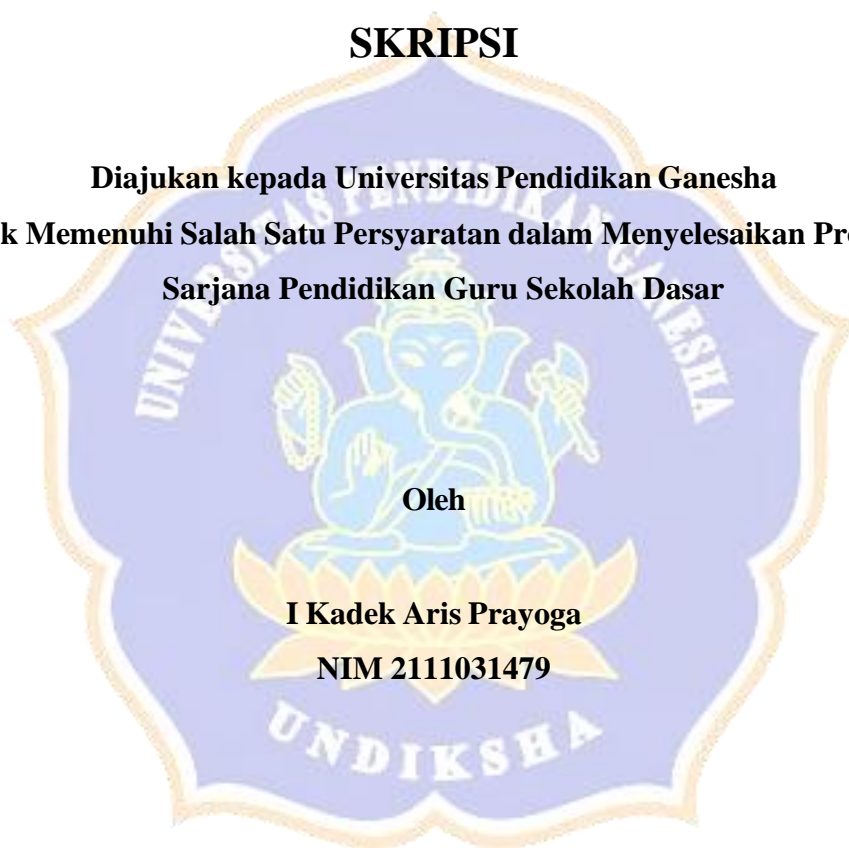 SKRIPSI
Diajukan kepada Universitas Pendidikan Ganesha
k Memenuhi Salah Satu Persyaratan dalam Menyelesaikan Pr
Sarjana Pendidikan Guru Sekolah Dasar
UNIVERSITAS PENDIDIKAN GANESHA
Oleh
I Kadek Aris Prayoga
NIM 2111031479
UNDIKSHA